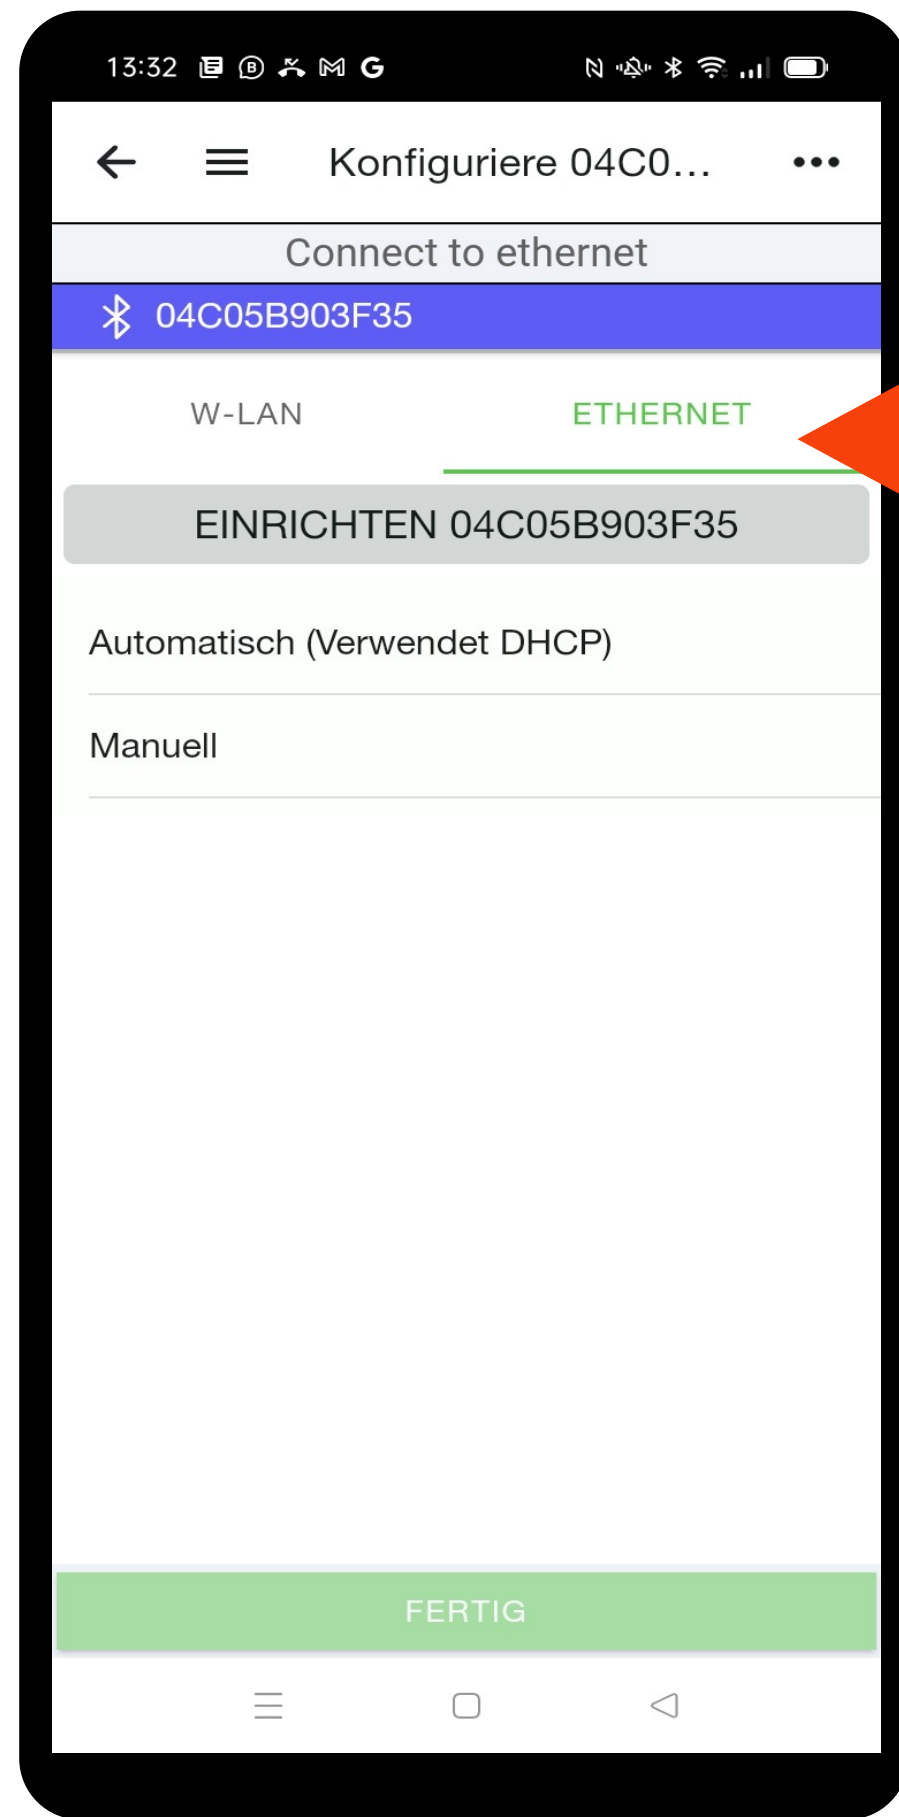 13:32
Konfiguriere 04C0...
Connect to ethernet
04C05B903F35
W-LAN ETHERNET
EINRICHTEN 04C05B903F35
Automatisch (Verwendet DHCP)
Manuell
FERTIG